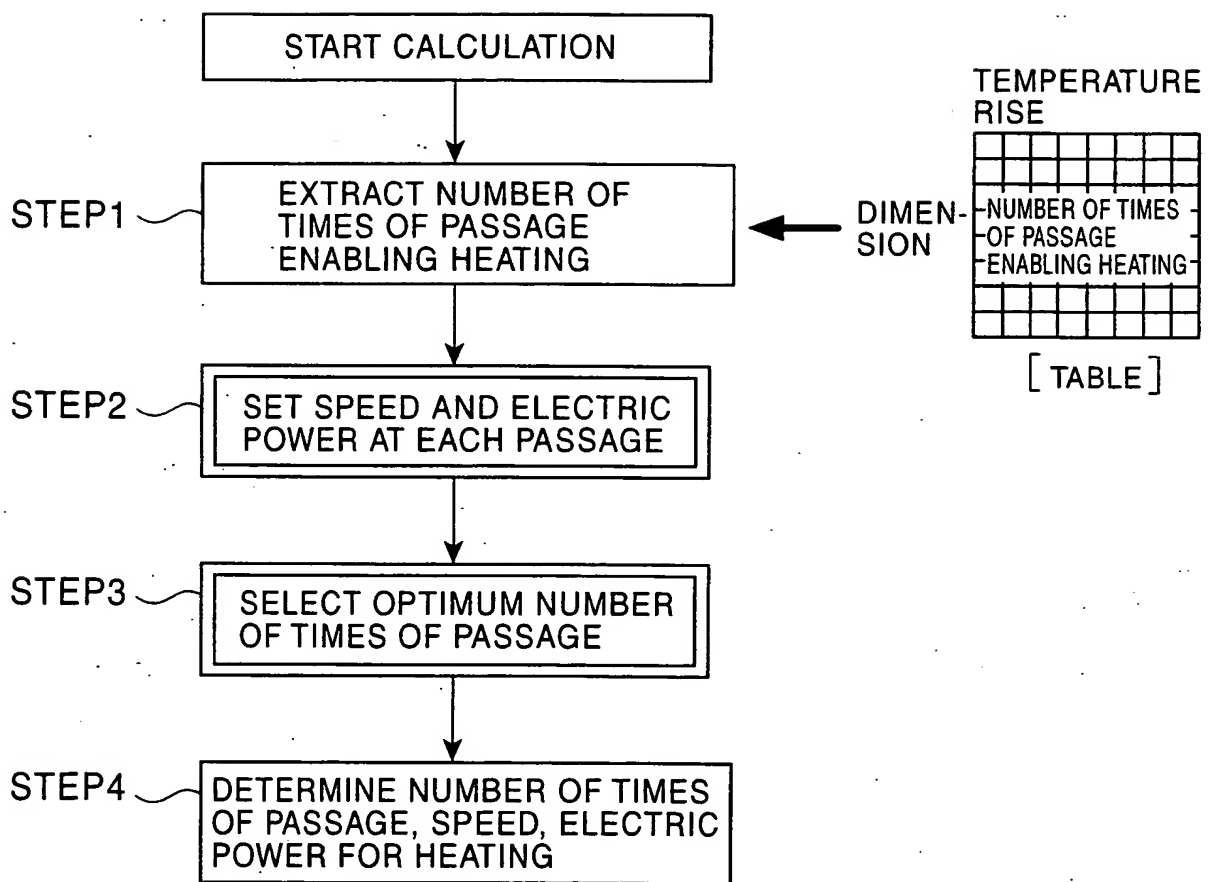 START CALCULATION
STEP1
EXTRACT NUMBER OF
TIMES OF PASSAGE
ENABLING HEATING
TEMPERATURE
RISE
DIMEN-
SION
NUMBER OF TIMES
OF PASSAGE
ENABLING HEATING
[ TABLE ]
STEP2
SET SPEED AND ELECTRIC
POWER AT EACH PASSAGE
STEP3
SELECT OPTIMUM NUMBER
OF TIMES OF PASSAGE
STEP4
DETERMINE NUMBER OF TIMES
OF PASSAGE, SPEED, ELECTRIC
POWER FOR HEATING